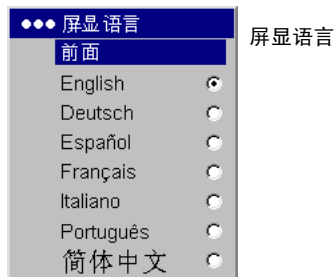 ●●● 屏显语言
前面
English
Deutsch
Español
Français
Italiano
Português
简体中文
屏显语言